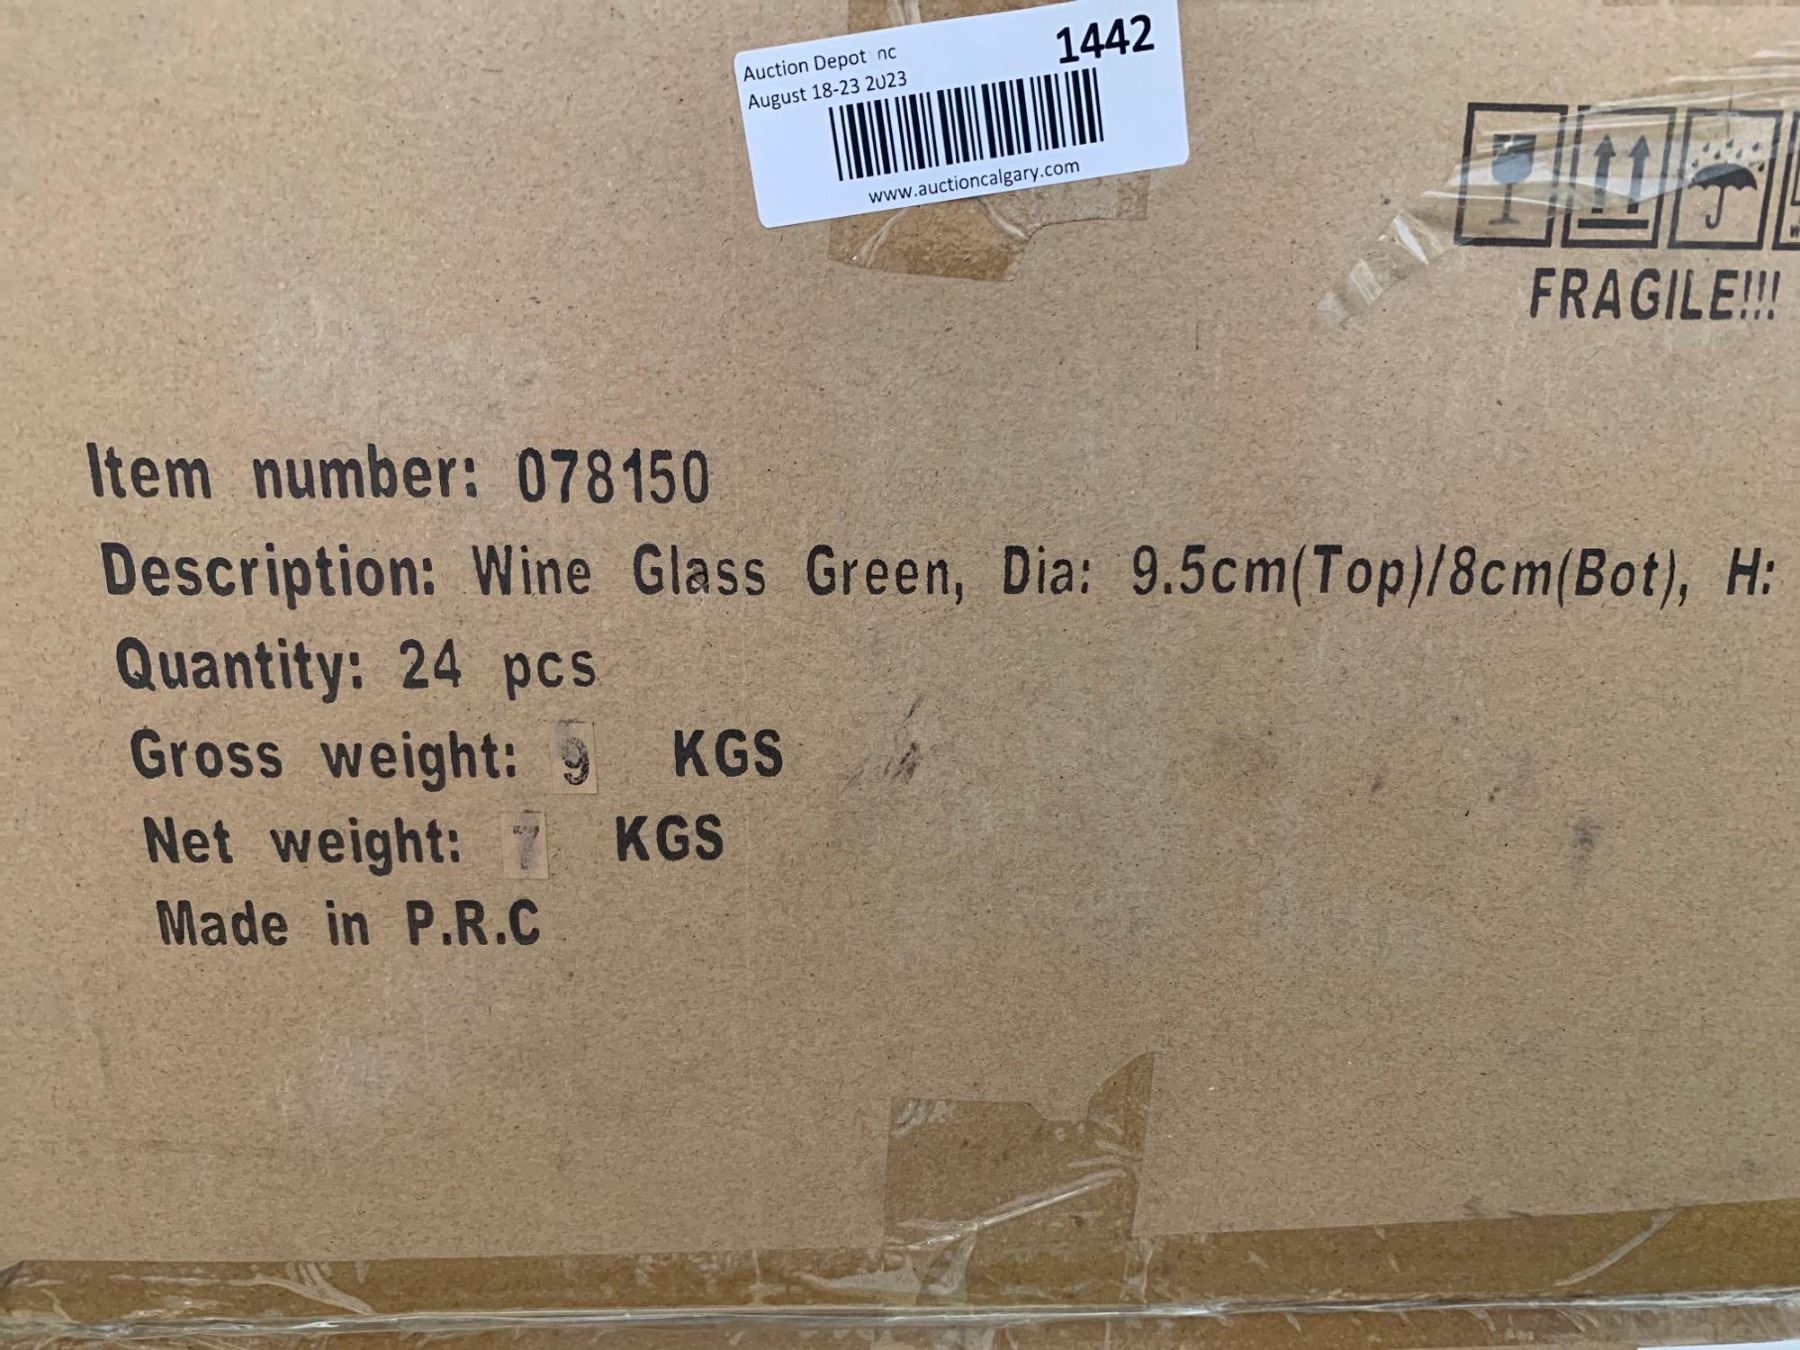 Auction Depot nc
1442
August 18-23 2023
www.auctioncalgary.com
FRAGILE!!!
Item number: 078150
Description: Wine Glass Green, Dia: 9.5cm(Top)/8cm(Bot), H:
Quantity: 24 pcs
Gross weight: 9 KGS
Net weight: 7 KGS
Made in P.R.C